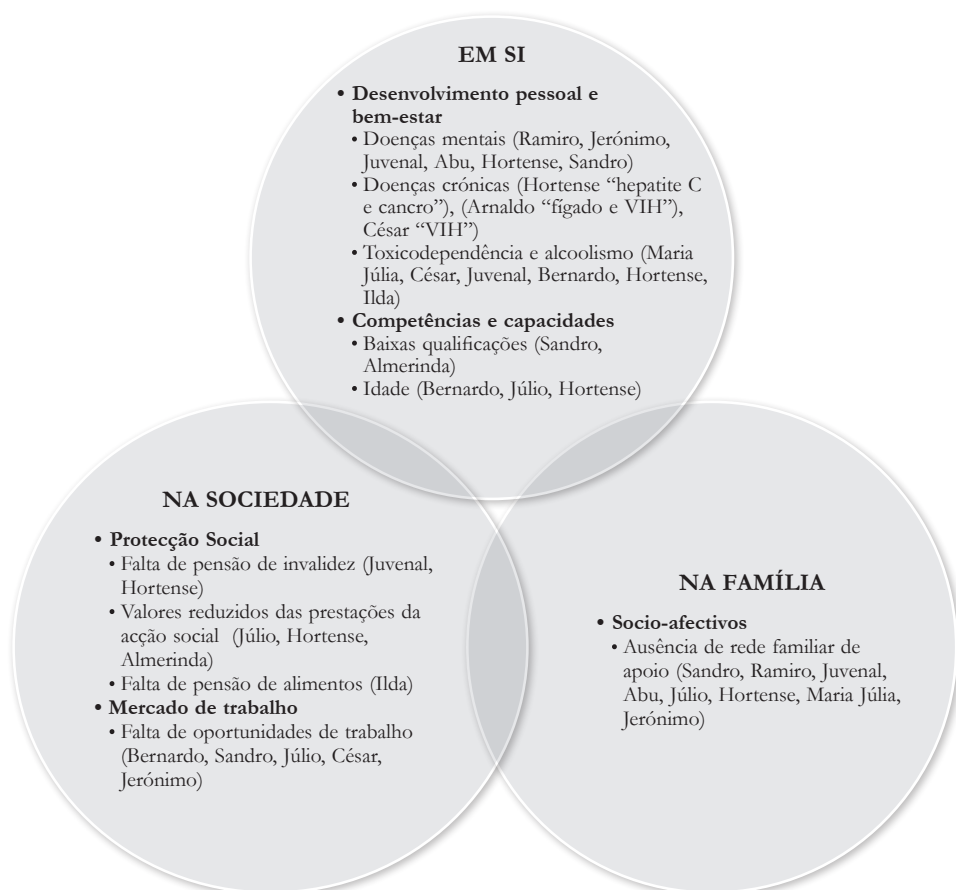 EM SI
• Desenvolvimento pessoal e
bem-estar
• Doenças mentais (Ramiro, Jerónimo,
Juvenal, Abu, Hortense, Sandro)
• Doenças crónicas (Hortense “hepatite C
e cancro”), (Arnaldo “fígado e VIH”),
César “VIH”)
• Toxicodependência e alcoolismo (Maria
Júlia, César, Juvenal, Bernardo, Hortense,
Ilda)
• Competências e capacidades
• Baixas qualificações (Sandro,
Almerinda)
• Idade (Bernardo, Júlio, Hortense)
NA SOCIEDADE
• Protecção Social
• Falta de pensão de invalidez (Juvenal,
Hortense)
• Valores reduzidos das prestações da
acção social (Júlio, Hortense,
Almerinda)
• Falta de pensão de alimentos (Ilda)
• Mercado de trabalho
• Falta de oportunidades de trabalho
(Bernardo, Sandro, Júlio, César,
Jerónimo)
NA FAMÍLIA
• Socio-afectivos
• Ausência de rede familiar de
apoio (Sandro, Ramiro, Juvenal,
Abu, Júlio, Hortense, Maria Júlia,
Jerónimo)